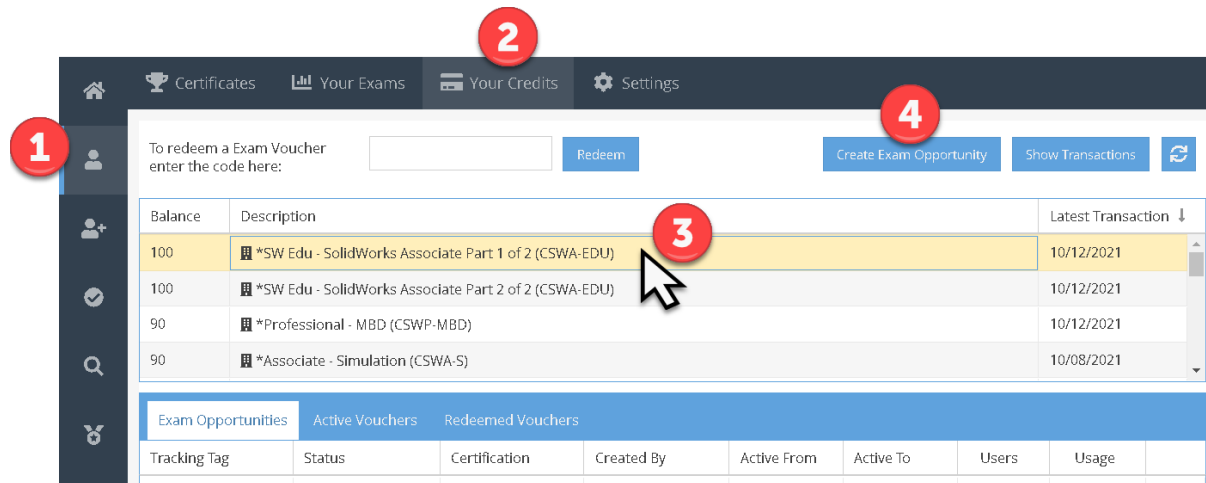 2
Certificates Your Exams Your Credits Settings
4
1
To redeem a Exam Voucher
enter the code here:
Redeem Create Exam Opportunity Show Transactions
Balance Description Latest Transaction
3
100 *SW Edu - SolidWorks Associate Part 1 of 2 (CSWA-EDU) 10/12/2021
100 *SW Edu - SolidWorks Associate Part 2 of 2 (CSWA-EDU) 10/12/2021
90 *Professional - MBD (CSWP-MBD) 10/12/2021
90 *Associate - Simulation (CSWA-S) 10/08/2021
Exam Opportunities Active Vouchers Redeemed Vouchers
Tracking Tag Status Certification Created By Active From Active To Users Usage